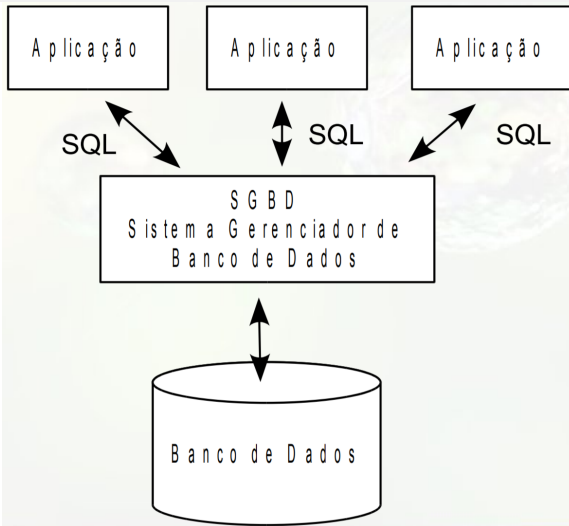 Aplicação
Aplicação
Aplicação
SQL
SQL
SQL
SGBD
Sistema Gerenciador de
Banco de Dados
Banco de Dados